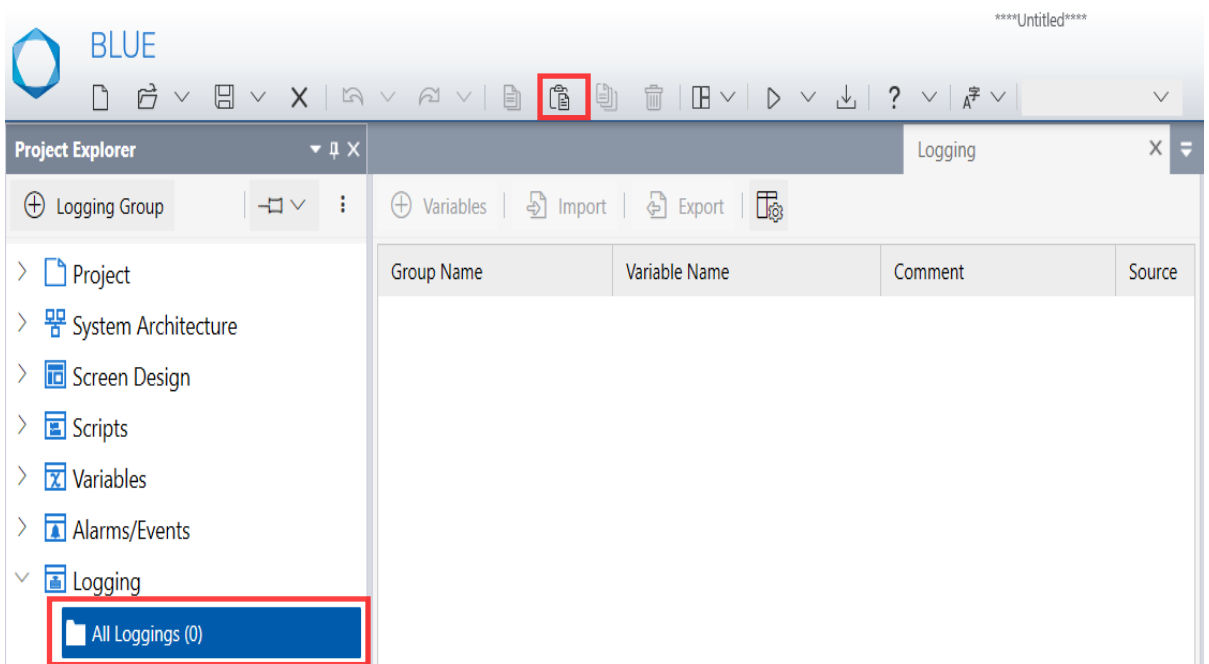 ****Untitled****
BLUE
Project Explorer
Logging
Logging Group
Variables
Import
Export
Group Name
Variable Name
Comment
Source
Project
System Architecture
Screen Design
Scripts
Variables
Alarms/Events
Logging
All Loggings (0)